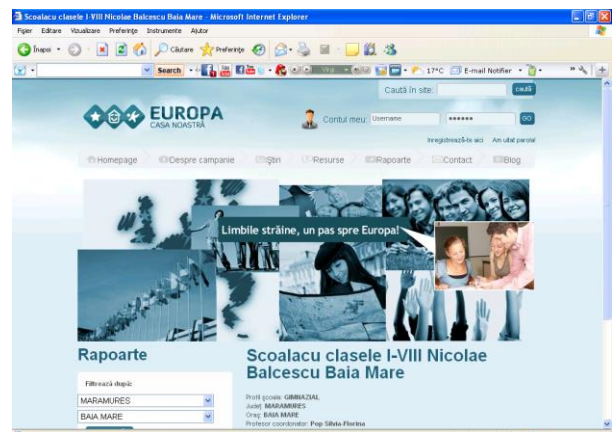 Scoalacu clasele I-VIII Nicolae Balcescu Baia Mare - Microsoft Internet Explorer
Fişier Editare Vizualizare Preferinţe Instrumente Ajutor
Înapoi Căutare Preferinţe
Search 17°C E-mail Notifier
Caută în site: caută
EUROPA
CASA NOASTRĂ
Contul meu: Username •••••• GO
Inregistrează-te aici Am uitat parola!
Homepage Despre campanie Ştiri Resurse Rapoarte Contact Blog
Limbile străine, un pas spre Europa!
Rapoarte
Filtrează după:
MARAMURES
BAIA MARE
Scoalacu clasele I-VIII Nicolae
Balcescu Baia Mare
Profil şcoala: GIMNAZIAL
Judeţ: MARAMURES
Oraş: BAIA MARE
Profesor coordonator: Pop Silvia-Florina